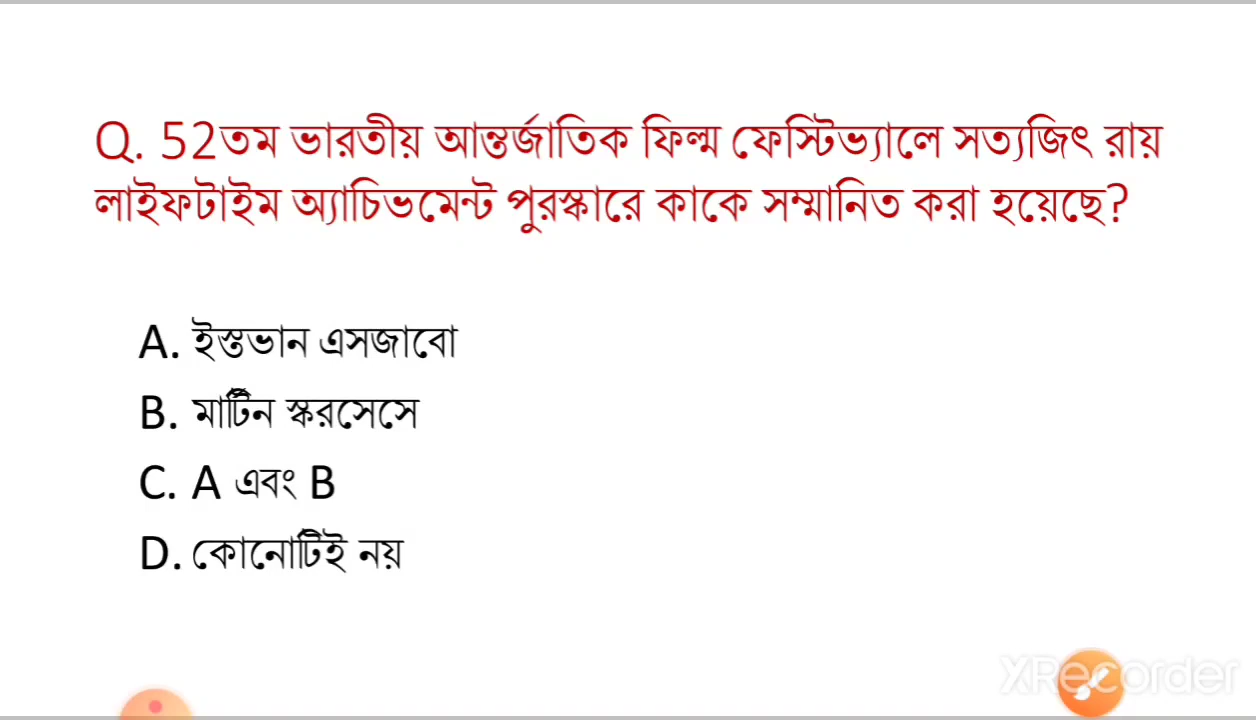 Q. 52তম ভারতীয় আন্তর্জাতিক ফিল্ম ফেস্টিভ্যালে সত্যজিৎ রায়
লাইফটাইম অ্যাচিভমেন্ট পুরস্কারে কাকে সম্মানিত করা হয়েছে?
A. ইস্তভান এসজাবো
B. মার্টিন স্করসেসে
C. A এবং B
D. কোনোটিই নয়
XRecorder